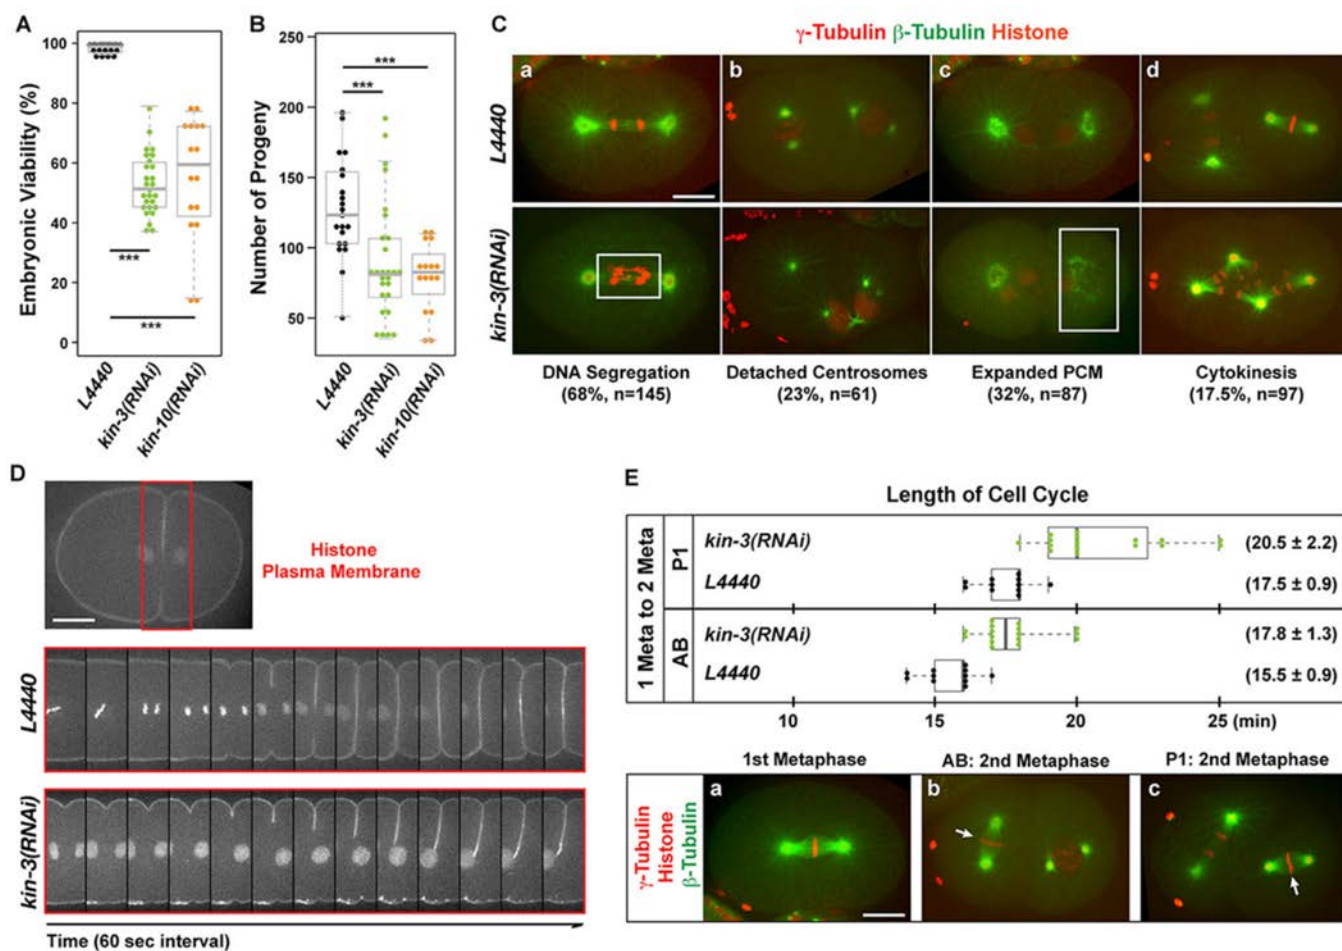 A
Embryonic Viability (%)
100
80
60
40
20
0
***
***
L4440
kin-3(RNAi)
kin-10(RNAi)
B
Number of Progeny
250
200
150
100
50
***
***
L4440
kin-3(RNAi)
kin-10(RNAi)
C
γ-Tubulin β-Tubulin Histone
a
b
c
d
L4440
kin-3(RNAi)
DNA Segregation
(68%, n=145)
Detached Centrosomes
(23%, n=61)
Expanded PCM
(32%, n=87)
Cytokinesis
(17.5%, n=97)
D
Histone
Plasma Membrane
L4440
kin-3(RNAi)
Time (60 sec interval)
E
Length of Cell Cycle
1 Meta to 2 Meta
P1
kin-3(RNAi)
(20.5 ± 2.2)
L4440
(17.5 ± 0.9)
AB
kin-3(RNAi)
(17.8 ± 1.3)
L4440
(15.5 ± 0.9)
10
15
20
25 (min)
1st Metaphase
AB: 2nd Metaphase
P1: 2nd Metaphase
γ-Tubulin
Histone
β-Tubulin
a
b
c